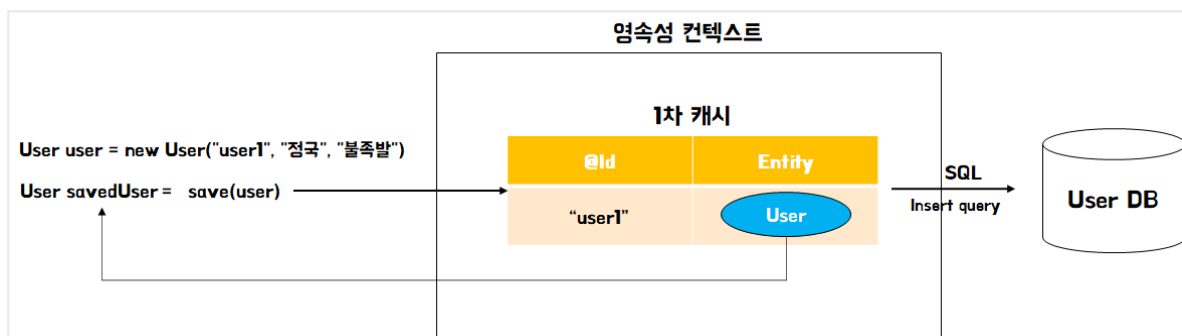 영속성 컨텍스트
1차 캐시
User user = new User("user1", "정국", "불족발")
@Id Entity
User savedUser = save(user)
SQL
Insert query
"user1" User
User DB